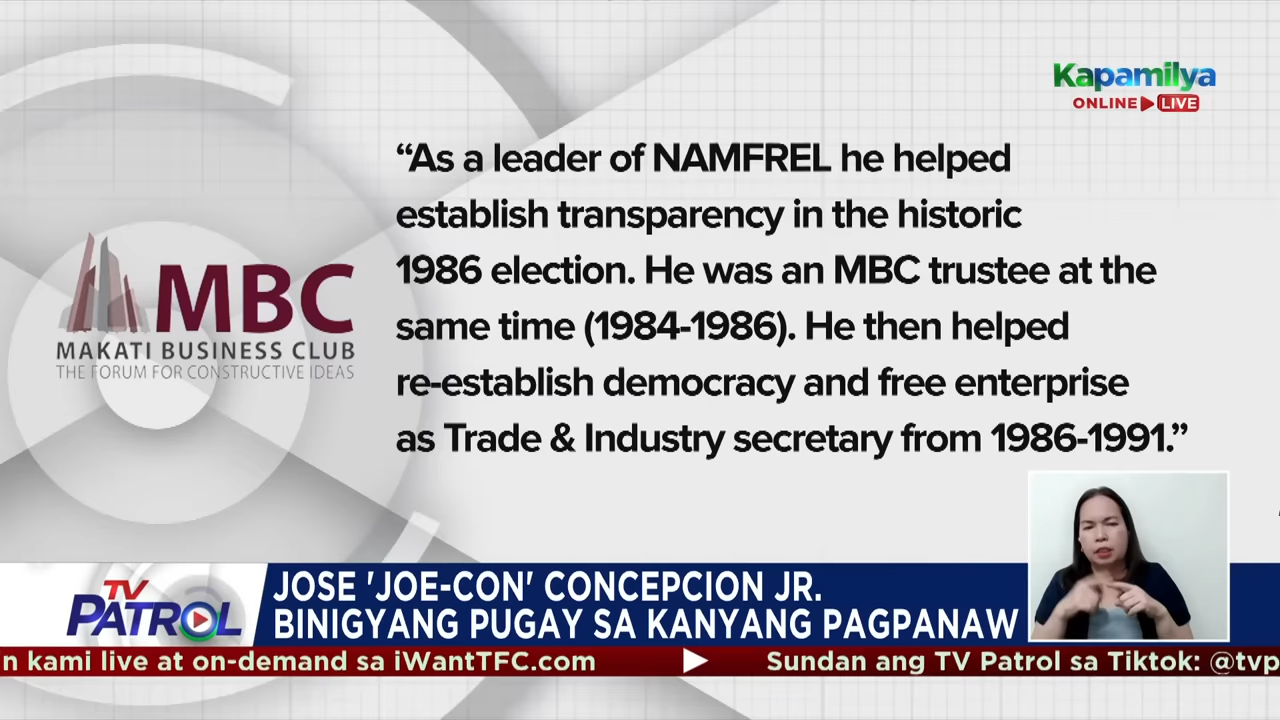 Kapamilya
ONLINE LIVE
“As a leader of NAMFREL he helped
establish transparency in the historic
1986 election. He was an MBC trustee at the
same time (1984-1986). He then helped
re-establish democracy and free enterprise
as Trade & Industry secretary from 1986-1991.”
MBC
MAKATI BUSINESS CLUB
THE FORUM FOR CONSTRUCTIVE IDEAS
TV PATROL
JOSE 'JOE-CON' CONCEPCION JR.
BINIGYANG PUGAY SA KANYANG PAGPANAW
n kami live at on-demand sa iWantTFC.com Sundan ang TV Patrol sa Tiktok: @tvp